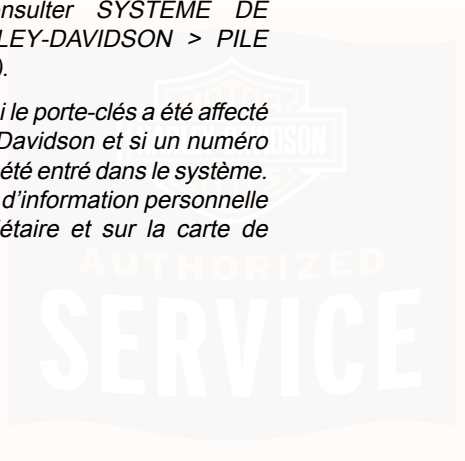 nsulter SYSTÈME DE
LEY-DAVIDSON > PILE
).
i le porte-clés a été affecté
Davidson et si un numéro
été entré dans le système.
d'information personnelle
étaire et sur la carte de
AUTHORIZED
SERVICE